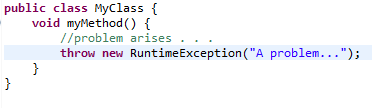 public class MyClass {
    void myMethod() {
        //problem arises . . .
        throw new RuntimeException("A problem...");
    }
}